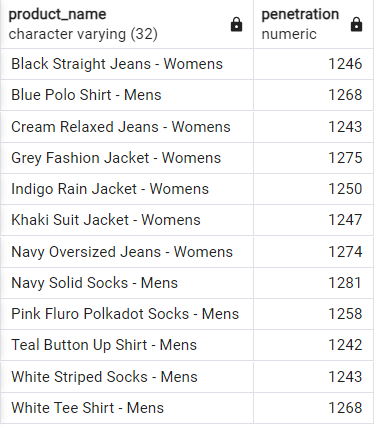 product_name penetration
character varying (32) numeric
Black Straight Jeans - Womens 1246
Blue Polo Shirt - Mens 1268
Cream Relaxed Jeans - Womens 1243
Grey Fashion Jacket - Womens 1275
Indigo Rain Jacket - Womens 1250
Khaki Suit Jacket - Womens 1247
Navy Oversized Jeans - Womens 1274
Navy Solid Socks - Mens 1281
Pink Fluro Polkadot Socks - Mens 1258
Teal Button Up Shirt - Mens 1242
White Striped Socks - Mens 1243
White Tee Shirt - Mens 1268